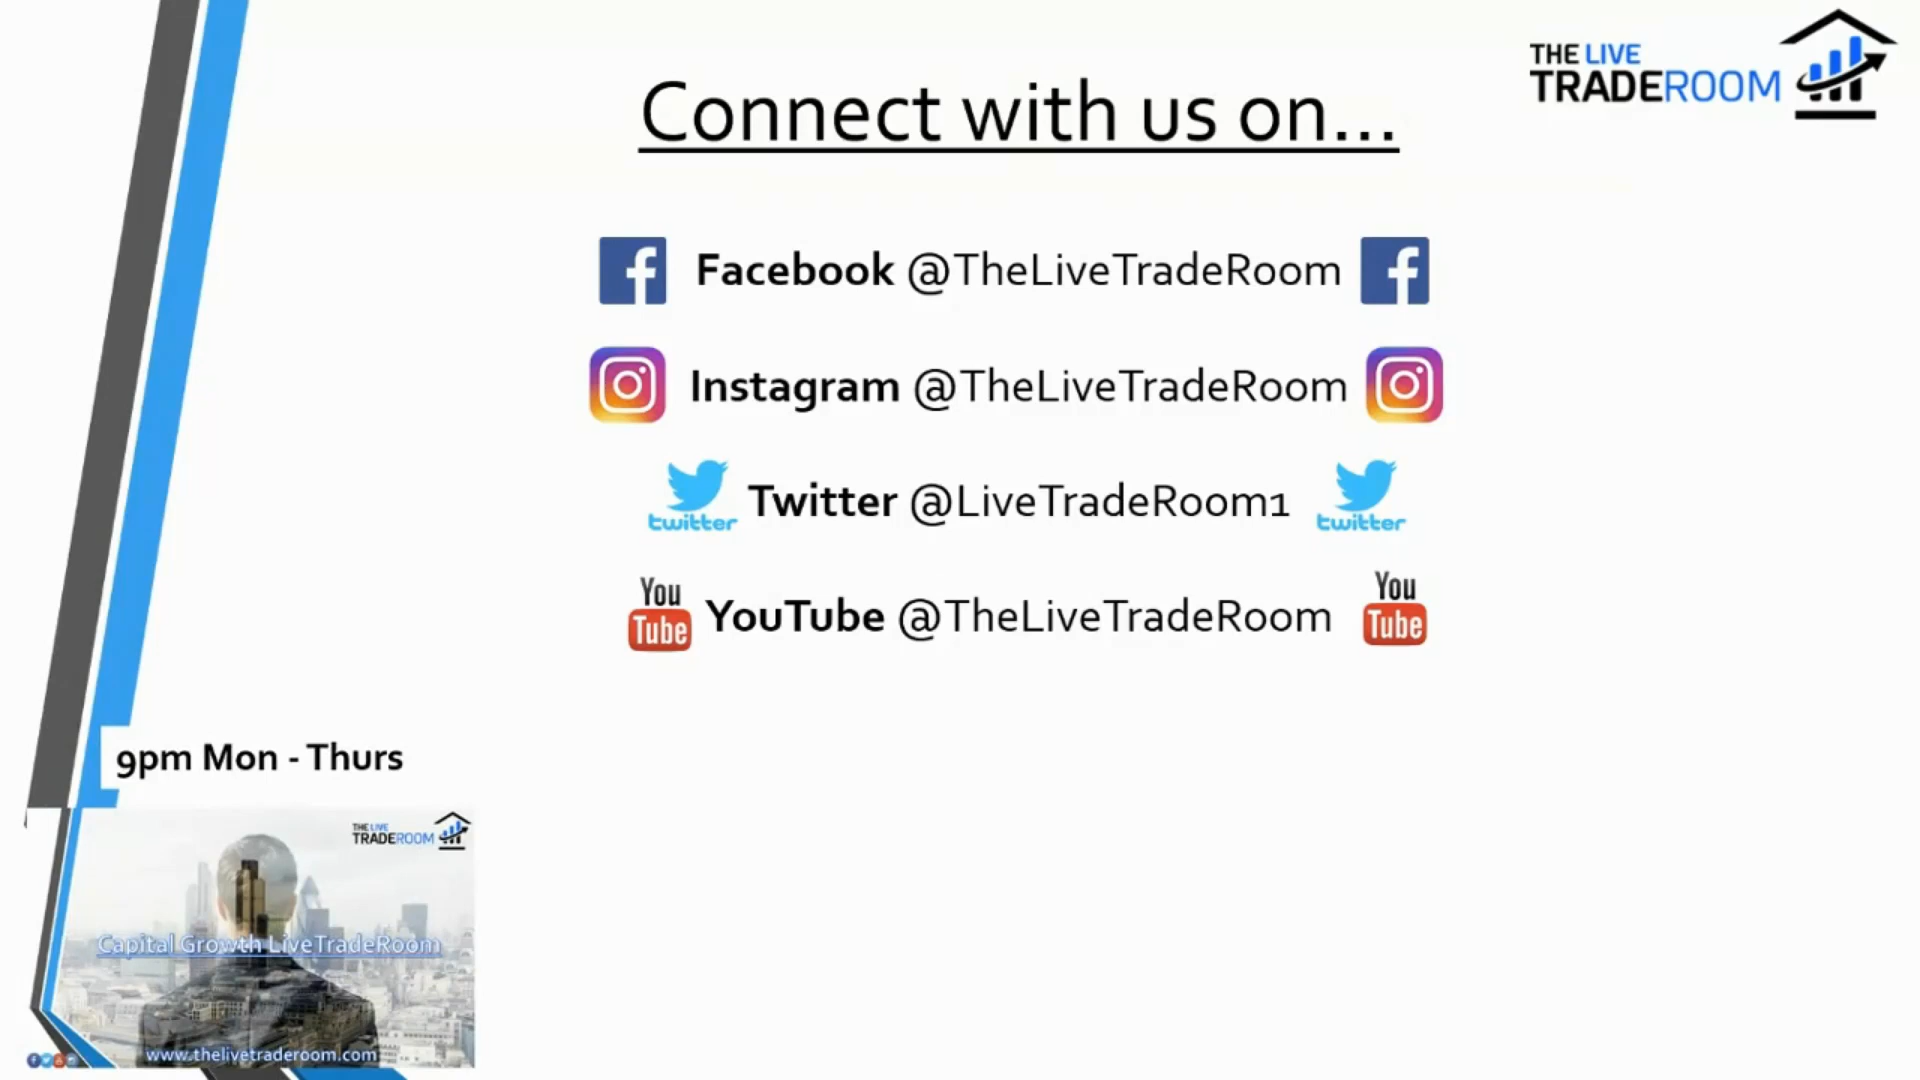 THE LIVE
TRADEROOM
Connect with us on...
Facebook @TheLiveTradeRoom
Instagram @TheLiveTradeRoom
twitter Twitter @LiveTradeRoom1 twitter
You Tube YouTube @TheLiveTradeRoom You Tube
9pm Mon - Thurs
THE LIVE
TRADEROOM
Capital Growth LiveTradeRoom
www.thelivetraderoom.com